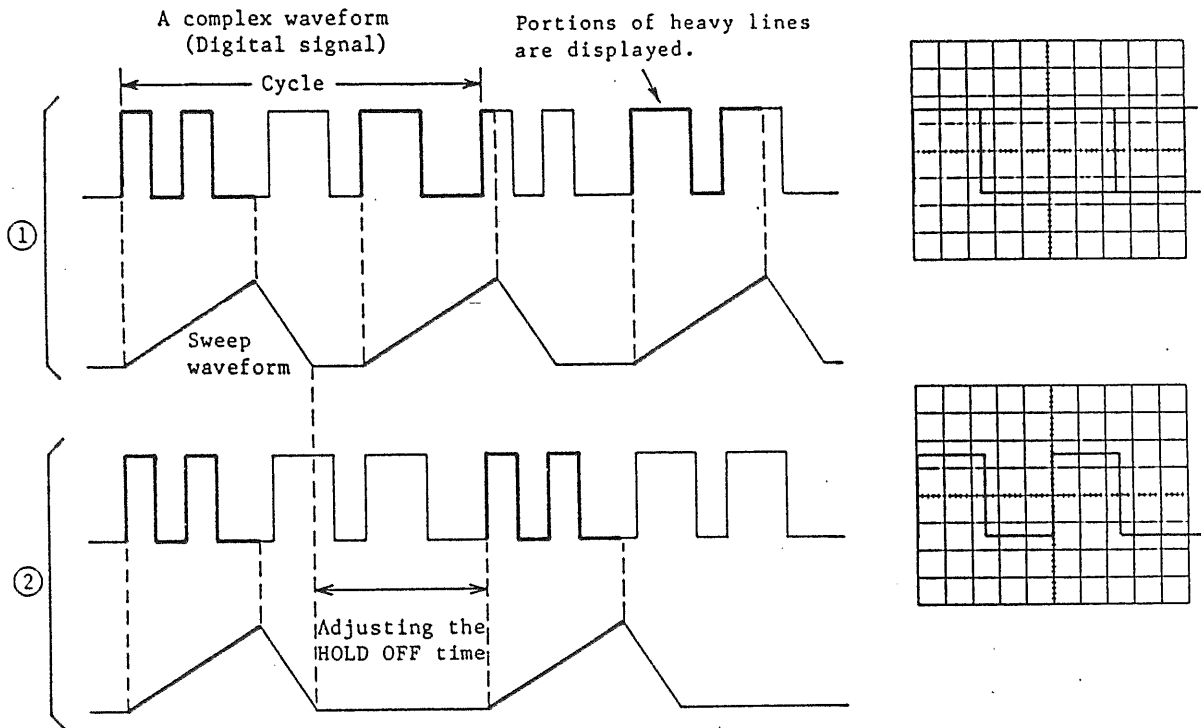 A complex waveform
(Digital signal)
Cycle
Portions of heavy lines
are displayed.
①
Sweep
waveform
②
Adjusting the
HOLD OFF time